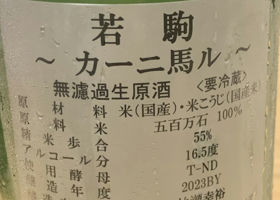 若駒
～カーニ馬ル～
無濾過生原酒 <要冷蔵>
原材料 米(国産)・米こうじ(国産米)
原料米 五百万石 100%
精米歩合 55%
アルコール分 16.5度
酵母 T-ND
醸造年度 2023BY
幸裕